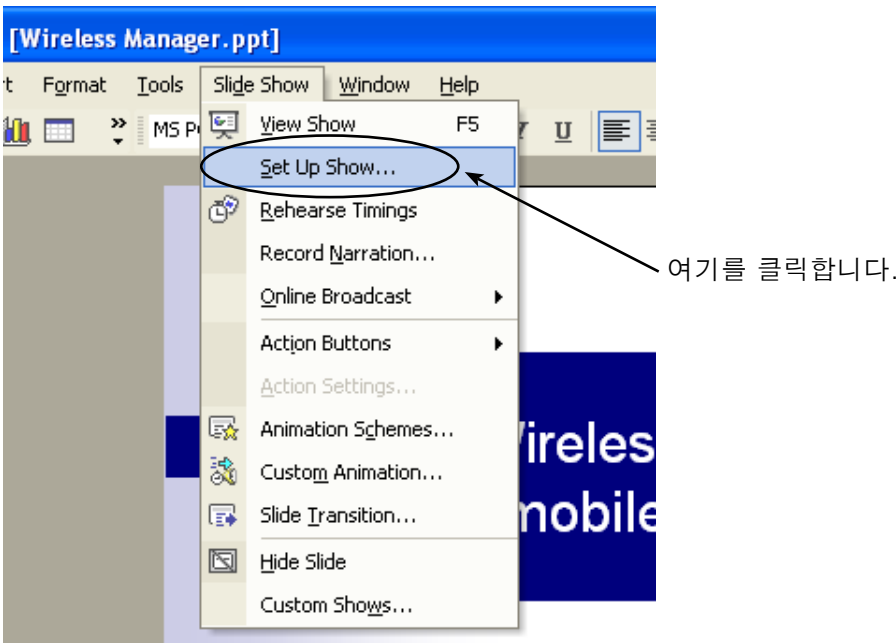 [Wireless Manager.ppt]
Format Tools Slide Show Window Help
MS U
View Show F5
Set Up Show...
Rehearse Timings
Record Narration...
여기를 클릭합니다.
Online Broadcast
Action Buttons
Action Settings...
Animation Schemes...
Custom Animation...
Slide Transition...
Hide Slide
Custom Shows...
ireles
mobile